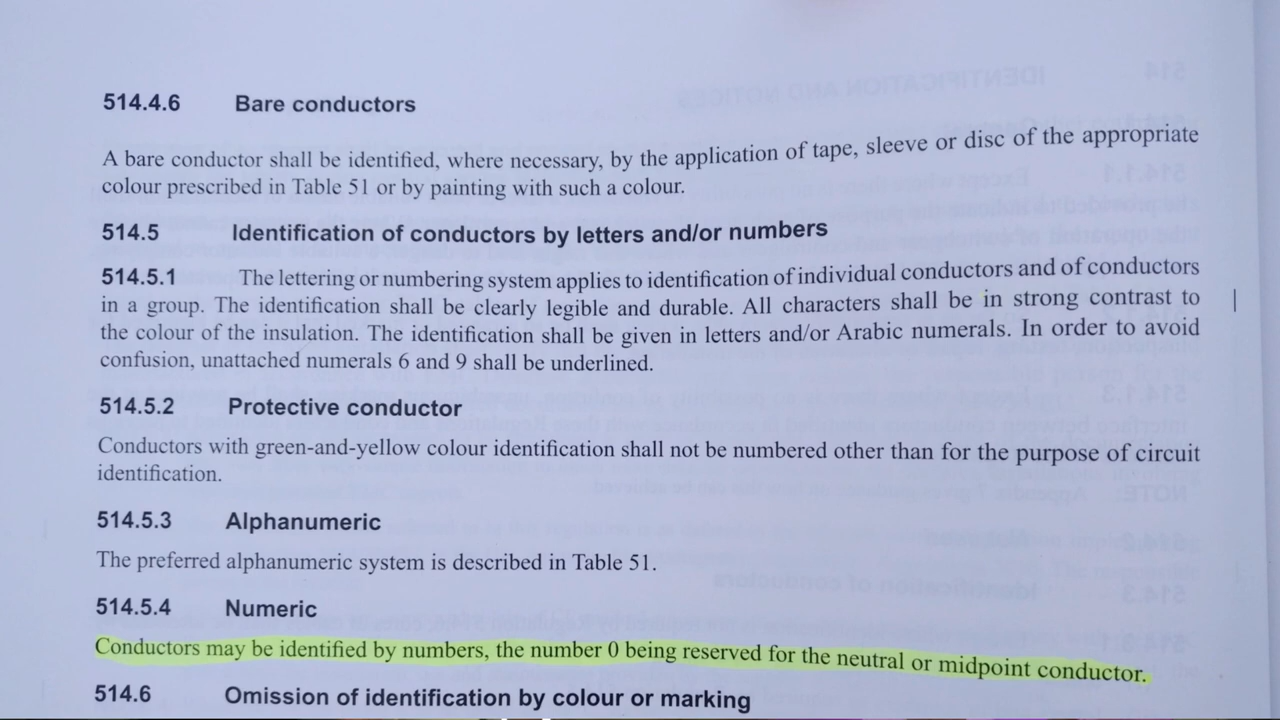 514.4.6 Bare conductors
A bare conductor shall be identified, where necessary, by the application of tape, sleeve or disc of the appropriate
colour prescribed in Table 51 or by painting with such a colour.
514.5 Identification of conductors by letters and/or numbers
514.5.1 The lettering or numbering system applies to identification of individual conductors and of conductors
in a group. The identification shall be clearly legible and durable. All characters shall be in strong contrast to
the colour of the insulation. The identification shall be given in letters and/or Arabic numerals. In order to avoid
confusion, unattached numerals 6 and 9 shall be underlined.
514.5.2 Protective conductor
Conductors with green-and-yellow colour identification shall not be numbered other than for the purpose of circuit
identification.
514.5.3 Alphanumeric
The preferred alphanumeric system is described in Table 51.
514.5.4 Numeric
Conductors may be identified by numbers, the number 0 being reserved for the neutral or midpoint conductor.
514.6 Omission of identification by colour or marking